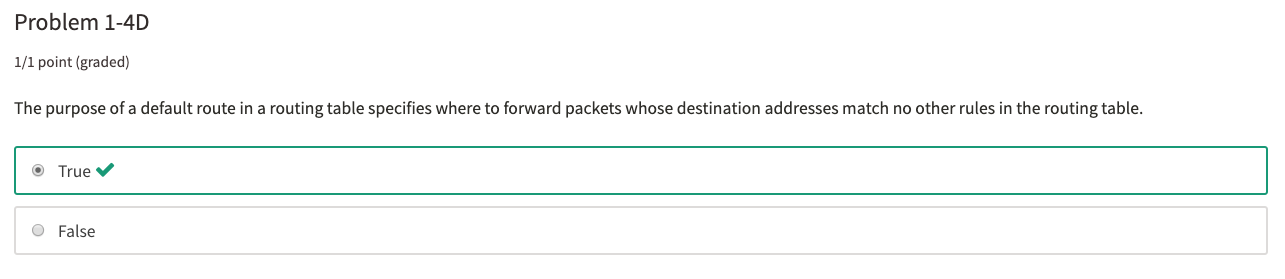 Problem 1-4D
1/1 point (graded)
The purpose of a default route in a routing table specifies where to forward packets whose destination addresses match no other rules in the routing table.
True
False